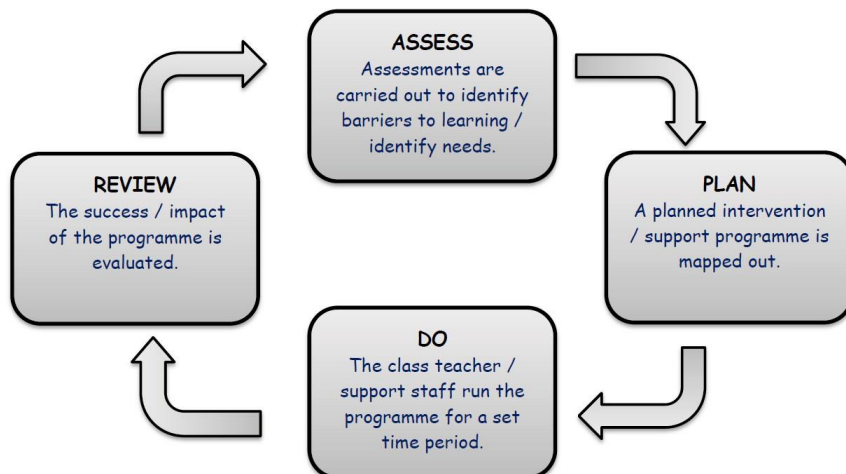 ASSESS
Assessments are
carried out to identify
barriers to learning /
identify needs.
PLAN
A planned intervention
/ support programme is
mapped out.
DO
The class teacher /
support staff run the
programme for a set
time period.
REVIEW
The success / impact
of the programme is
evaluated.